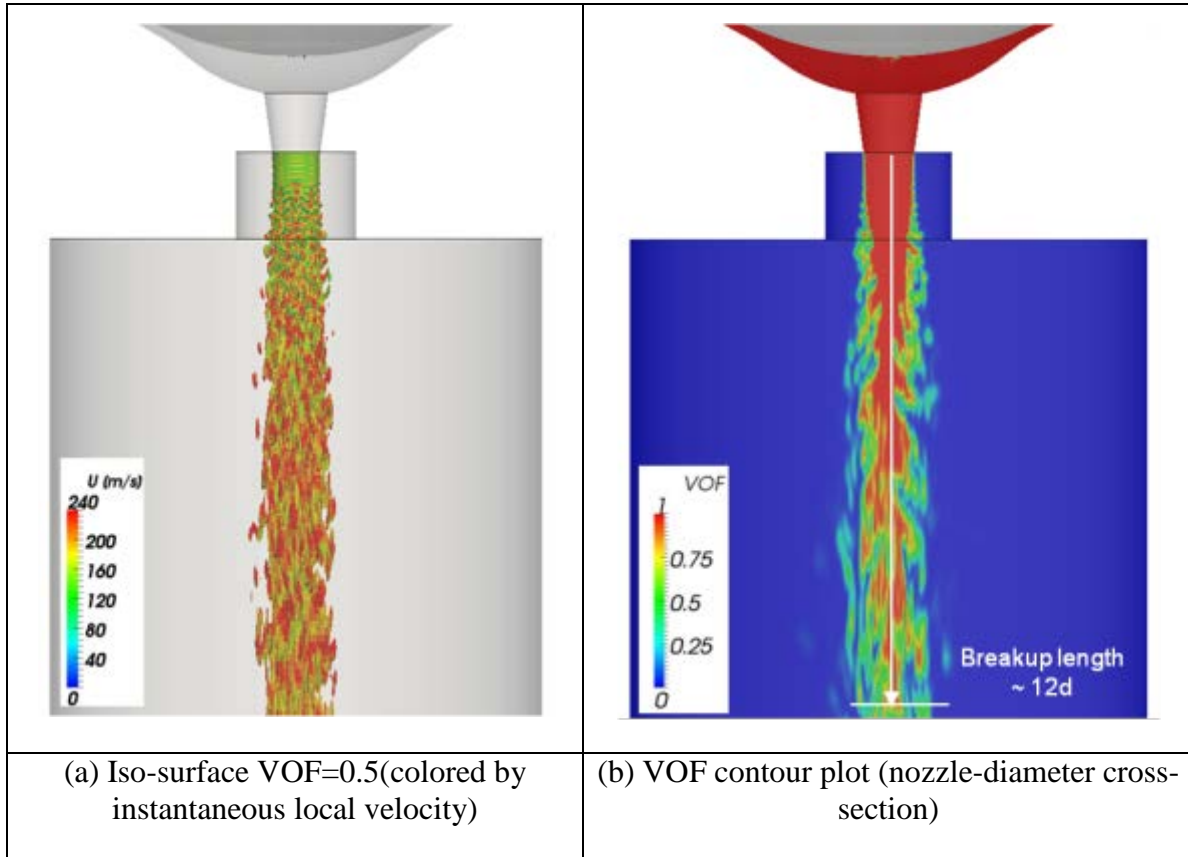 U (m/s)
240
200
160
120
80
40
0
VOF
1
0.75
0.5
0.25
0
Breakup length
~ 12d
(a) Iso-surface VOF=0.5(colored by
instantaneous local velocity)
(b) VOF contour plot (nozzle-diameter cross-
section)